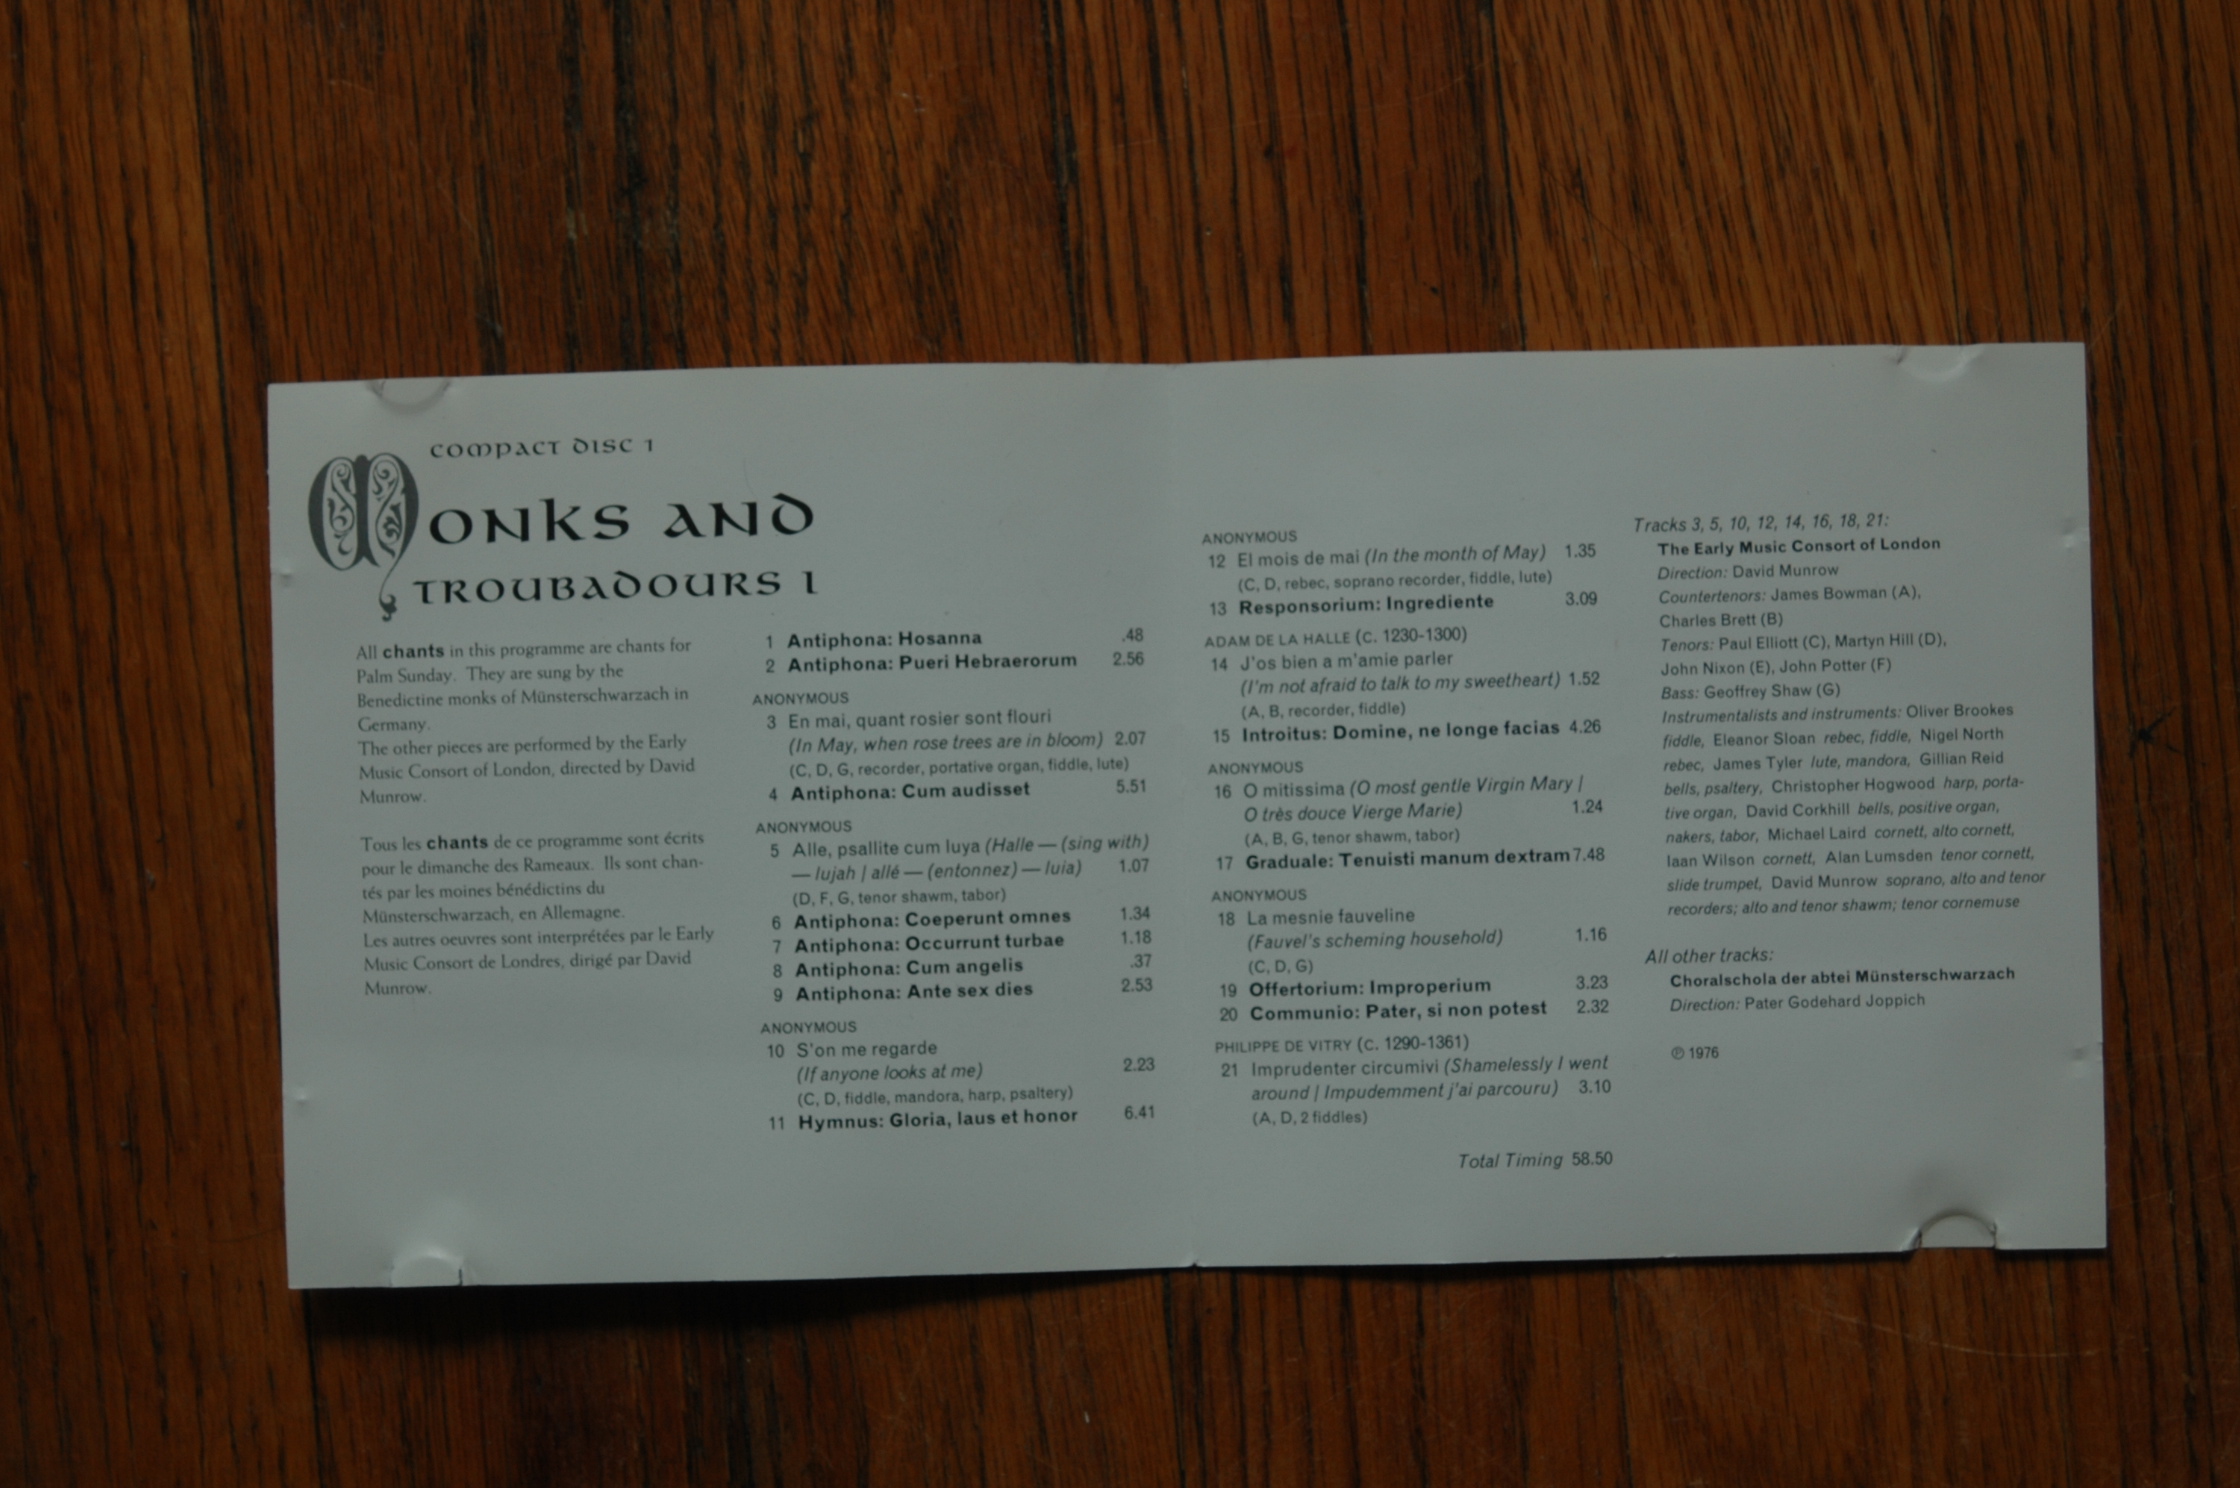 COMPACT DISC 1
MONKS AND
TROUBADOURS 1
All chants in this programme are chants for
Palm Sunday. They are sung by the
Benedictine monks of Münsterschwarzach in
Germany.
The other pieces are performed by the Early
Music Consort of London, directed by David
Munrow.
Tous les chants de ce programme sont écrits
pour le dimanche des Rameaux. Ils sont chan-
tés par les moines bénédictins du
Münsterschwarzach, en Allemagne.
Les autres oeuvres sont interprétées par le Early
Music Consort de Londres, dirigé par David
Munrow.
1 Antiphona: Hosanna .48
2 Antiphona: Pueri Hebraerorum 2.56
ANONYMOUS
3 En mai, quant rosier sont flouri
(In May, when rose trees are in bloom) 2.07
(C, D, G, recorder, portative organ, fiddle, lute)
4 Antiphona: Cum audisset 5.51
ANONYMOUS
5 Alle, psallite cum luya (Halle — (sing with)
— lujah / allé — (entonnez) — luia) 1.07
(D, F, G, tenor shawm, tabor)
6 Antiphona: Coeperunt omnes 1.34
7 Antiphona: Occurrunt turbae 1.18
8 Antiphona: Cum angelis .37
9 Antiphona: Ante sex dies 2.53
ANONYMOUS
10 S'on me regarde 2.23
(If anyone looks at me)
(C, D, fiddle, mandora, harp, psaltery)
11 Hymnus: Gloria, laus et honor 6.41
ANONYMOUS
12 El mois de mai (In the month of May) 1.35
(C, D, rebec, soprano recorder, fiddle, lute)
13 Responsorium: Ingrediente 3.09
ADAM DE LA HALLE (c. 1230-1300)
14 J'os bien a m'amie parler
(I'm not afraid to talk to my sweetheart) 1.52
(A, B, recorder, fiddle)
15 Introitus: Domine, ne longe facias 4.26
ANONYMOUS
16 O mitissima (O most gentle Virgin Mary /
O très douce Vierge Marie) 1.24
(A, B, G, tenor shawm, tabor)
17 Graduale: Tenuisti manum dextram 7.48
ANONYMOUS
18 La mesnie fauveline 1.16
(Fauvel's scheming household)
(C, D, G)
19 Offertorium: Improperium 3.23
20 Communio: Pater, si non potest 2.32
PHILIPPE DE VITRY (c. 1290-1361)
21 Imprudenter circumivi (Shamelessly I went
around / Impudemment j'ai parcouru) 3.10
(A, D, 2 fiddles)
Total Timing 58.50
Tracks 3, 5, 10, 12, 14, 16, 18, 21:
The Early Music Consort of London
Direction: David Munrow
Countertenors: James Bowman (A),
Charles Brett (B)
Tenors: Paul Elliott (C), Martyn Hill (D),
John Nixon (E), John Potter (F)
Bass: Geoffrey Shaw (G)
Instrumentalists and instruments: Oliver Brookes
fiddle, Eleanor Sloan rebec, fiddle, Nigel North
rebec, James Tyler lute, mandora, Gillian Reid
bells, psaltery, Christopher Hogwood harp, porta-
tive organ, David Corkhill bells, positive organ,
nakers, tabor, Michael Laird cornett, alto cornett,
Iaan Wilson cornett, Alan Lumsden tenor cornett,
slide trumpet, David Munrow soprano, alto and tenor
recorders; alto and tenor shawm; tenor cornemuse
All other tracks:
Choralschola der abtei Münsterschwarzach
Direction: Pater Godehard Joppich
℗ 1976